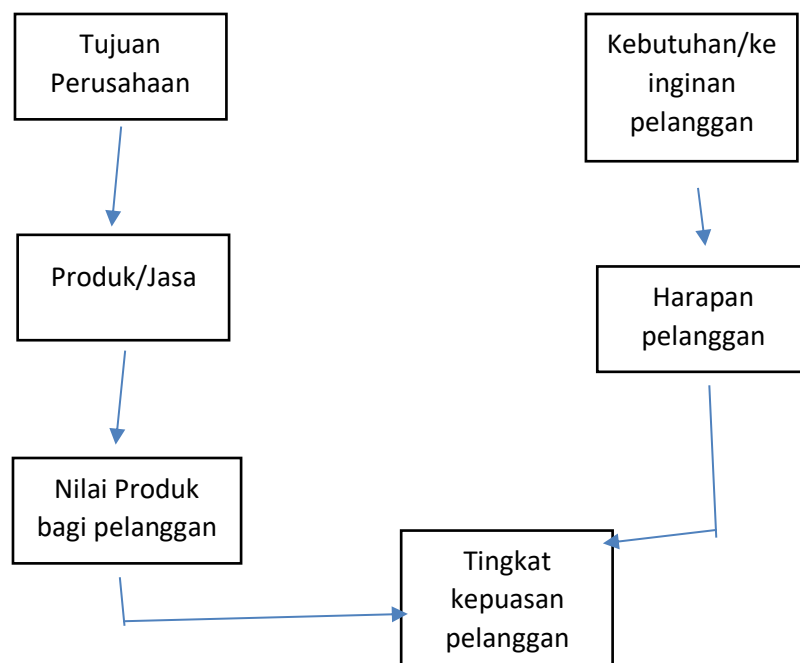 Tujuan
Perusahaan
Kebutuhan/ke
inginan
pelanggan
Produk/Jasa
Harapan
pelanggan
Nilai Produk
bagi pelanggan
Tingkat
kepuasan
pelanggan